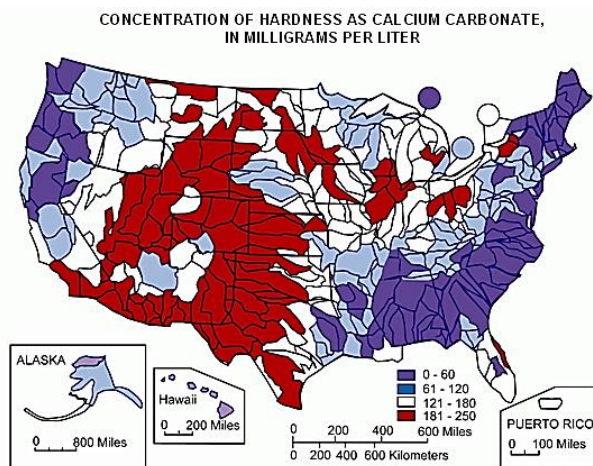 CONCENTRATION OF HARDNESS AS CALCIUM CARBONATE,
IN MILLIGRAMS PER LITER
ALASKA
0 800 Miles
Hawaii
0 200 Miles
0 - 60
61 - 120
121 - 180
181 - 250
0 200 400 600 Miles
0 200 400 600 Kilometers
PUERTO RICO
0 100 Miles